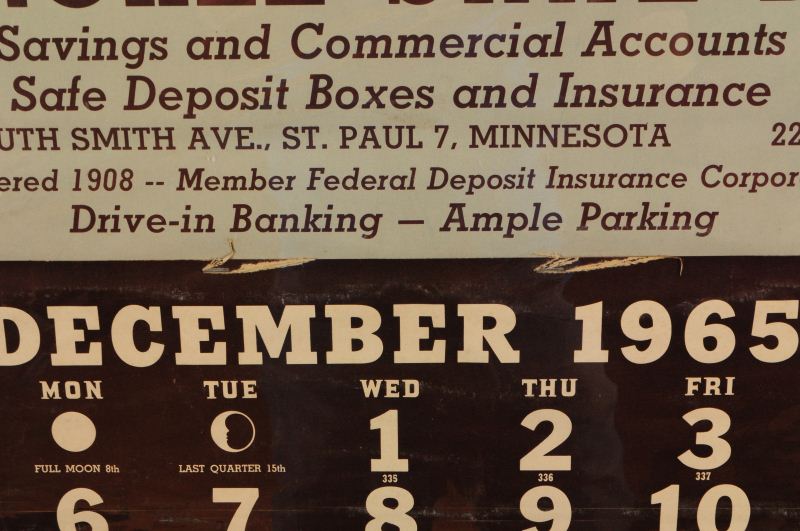 STATE
Savings and Commercial Accounts
Safe Deposit Boxes and Insurance
UTH SMITH AVE., ST. PAUL 7, MINNESOTA 22
ered 1908 -- Member Federal Deposit Insurance Corpor
Drive-in Banking — Ample Parking
DECEMBER 1965
MON TUE WED THU FRI
1 2 3
FULL MOON 8th LAST QUARTER 15th
335 336 337
6 7 8 9 10